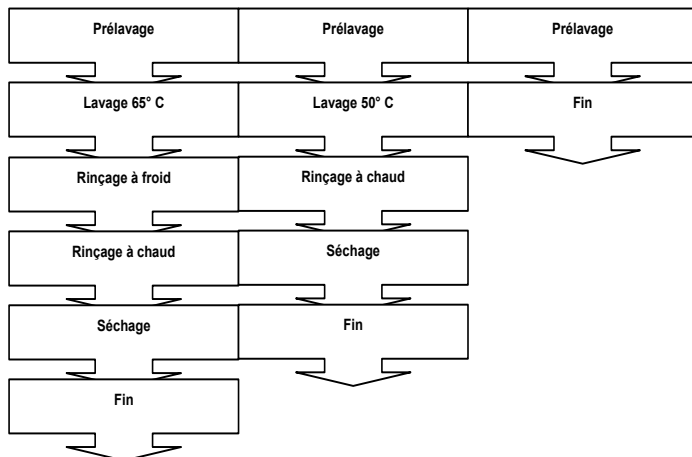 Prélavage Prélavage Prélavage
Lavage 65° C Lavage 50° C Fin
Rinçage à froid Rinçage à chaud
Rinçage à chaud Séchage
Séchage Fin
Fin